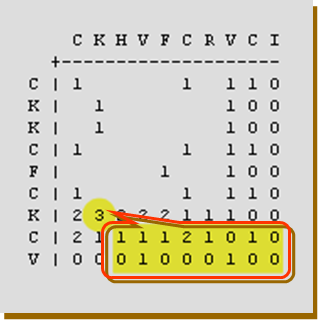 C K H V F C R V C I
+--------------------
C | 1 1 1 1 0
K | 1 1 0 0
K | 1 1 0 0
C | 1 1 1 1 0
F | 1 1 0 0
C | 1 1 1 1 0
K | 2 3 2 2 1 1 1 0 0
C | 2 1 1 1 1 2 1 0 1 0
V | 0 0 0 1 0 0 0 1 0 0